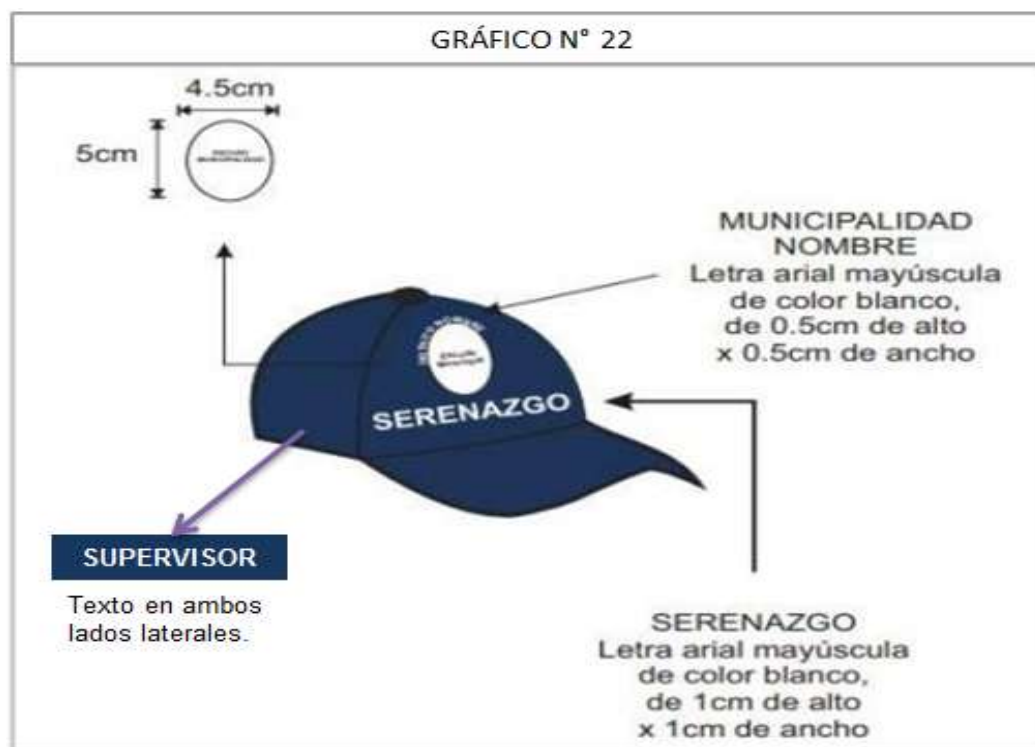 GRÁFICO N° 22
4.5cm
5cm
MUNICIPALIDAD
NOMBRE
Letra arial mayúscula
de color blanco,
de 0.5cm de alto
x 0.5cm de ancho
SERENAZGO
SUPERVISOR
Texto en ambos
lados laterales.
SERENAZGO
Letra arial mayúscula
de color blanco,
de 1cm de alto
x 1cm de ancho